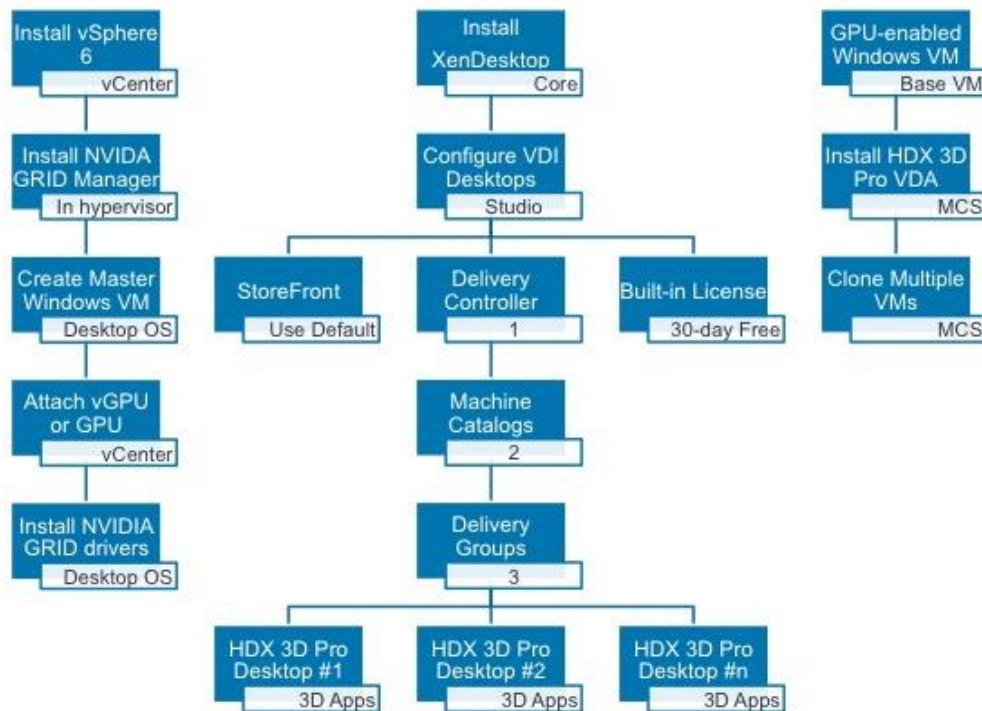 Install vSphere
6
vCenter
Install NVIDA
GRID Manager
In hypervisor
Create Master
Windows VM
Desktop OS
Attach vGPU
or GPU
vCenter
Install NVIDIA
GRID drivers
Desktop OS
Install
XenDesktop
Core
Configure VDI
Desktops
Studio
StoreFront
Use Default
Delivery
Controller
1
Built-in License
30-day Free
Machine
Catalogs
2
Delivery
Groups
3
HDX 3D Pro
Desktop #1
3D Apps
HDX 3D Pro
Desktop #2
3D Apps
HDX 3D Pro
Desktop #n
3D Apps
GPU-enabled
Windows VM
Base VM
Install HDX 3D
Pro VDA
MCS
Clone Multiple
VMs
MCS